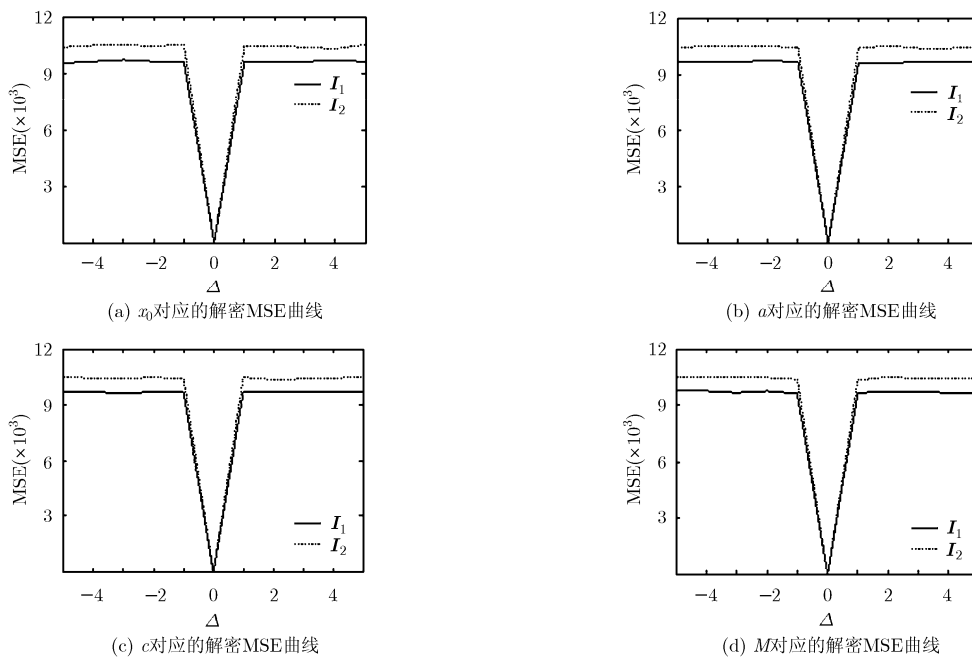 12
9
6
3
MSE(×10³)
I₁
I₂
−4 −2 0 2 4
Δ
(a) x₀对应的解密MSE曲线
12
9
6
3
MSE(×10³)
I₁
I₂
−4 −2 0 2 4
Δ
(b) a对应的解密MSE曲线
12
9
6
3
MSE(×10³)
I₁
I₂
−4 −2 0 2 4
Δ
(c) c对应的解密MSE曲线
12
9
6
3
MSE(×10³)
I₁
I₂
−4 −2 0 2 4
Δ
(d) M对应的解密MSE曲线